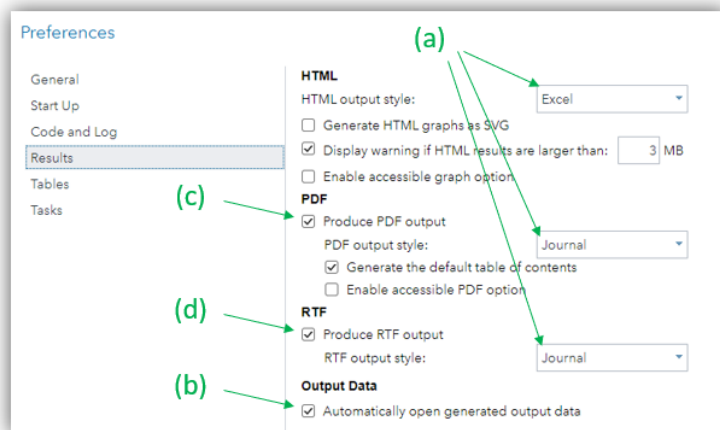 Preferences
(a)
General
Start Up
Code and Log
Results
Tables
Tasks
HTML
HTML output style: Excel
Generate HTML graphs as SVG
Display warning if HTML results are larger than: 3 MB
Enable accessible graph option
(c)
PDF
Produce PDF output
PDF output style: Journal
Generate the default table of contents
Enable accessible PDF option
(d)
RTF
Produce RTF output
RTF output style: Journal
(b)
Output Data
Automatically open generated output data